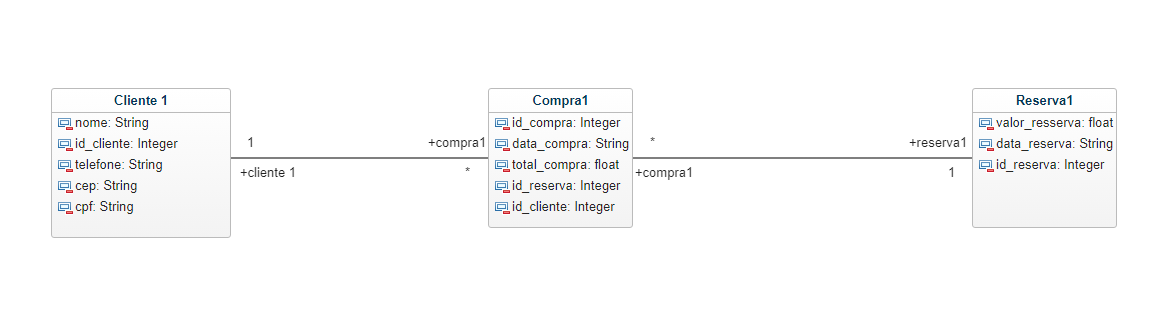 Cliente 1
nome: String
id_cliente: Integer
telefone: String
cep: String
cpf: String
1
+compra1
+cliente 1
*
Compra1
id_compra: Integer
data_compra: String
total_compra: float
id_reserva: Integer
id_cliente: Integer
*
+reserva1
+compra1
1
Reserva1
valor_resserva: float
data_reserva: String
id_reserva: Integer